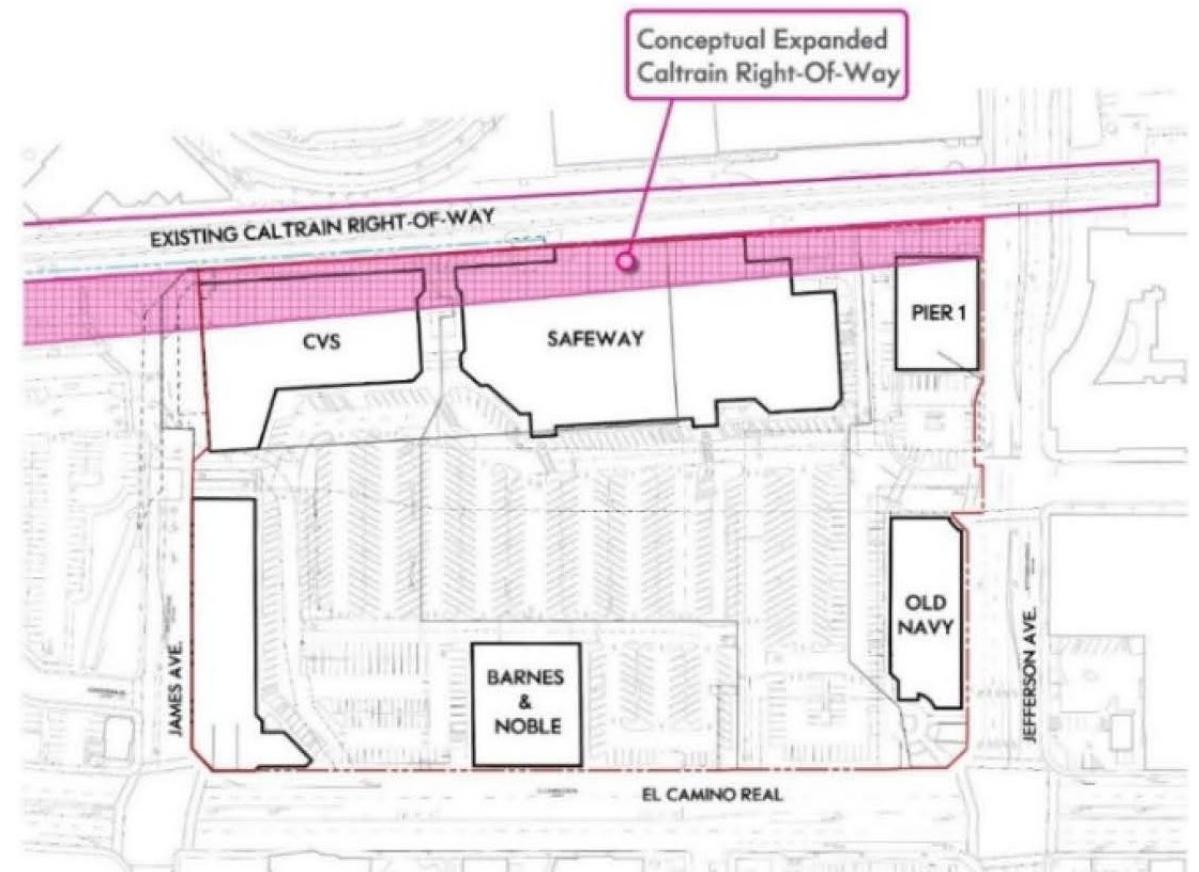 Conceptual Expanded
Caltrain Right-Of-Way
EXISTING CALTRAIN RIGHT-OF-WAY
CVS
SAFEWAY
PIER 1
OLD
NAVY
BARNES
&
NOBLE
JAMES AVE.
JEFFERSON AVE.
EL CAMINO REAL